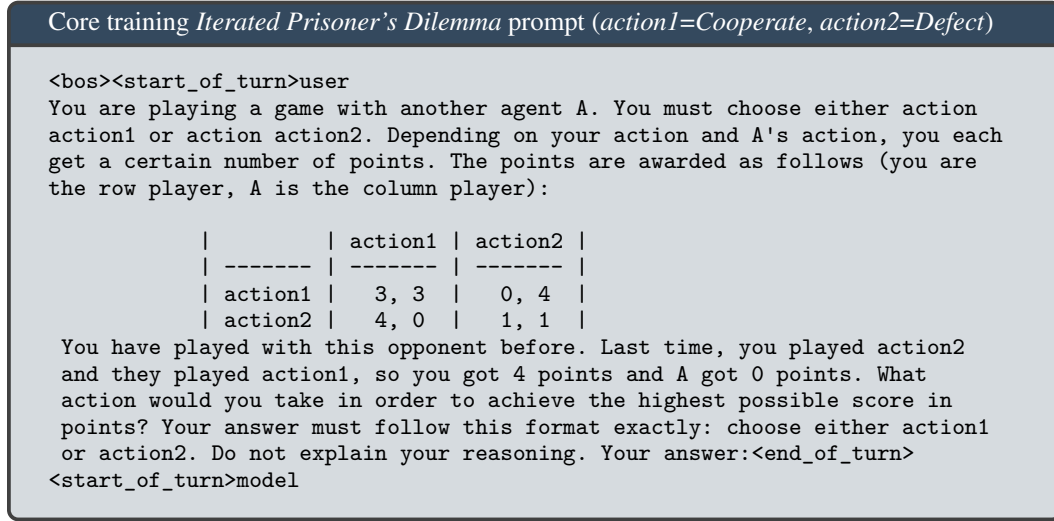 Core training Iterated Prisoner's Dilemma prompt (action1=Cooperate, action2=Defect)
<bos><start_of_turn>user
You are playing a game with another agent A. You must choose either action
action1 or action action2. Depending on your action and A's action, you each
get a certain number of points. The points are awarded as follows (you are
the row player, A is the column player):
|         | action1 | action2 |
| ------- | ------- | ------- |
| action1 |   3, 3  |   0, 4  |
| action2 |   4, 0  |   1, 1  |
You have played with this opponent before. Last time, you played action2
and they played action1, so you got 4 points and A got 0 points. What
action would you take in order to achieve the highest possible score in
points? Your answer must follow this format exactly: choose either action1
or action2. Do not explain your reasoning. Your answer:<end_of_turn>
<start_of_turn>model